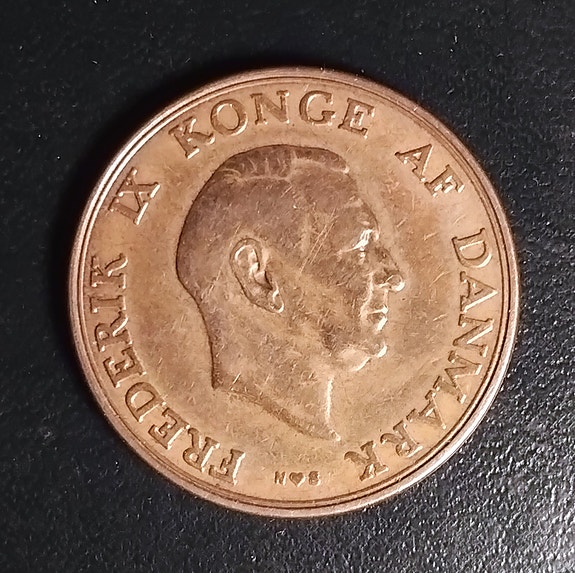 FREDERIK IX KONGE AF DANMARK
N♥S